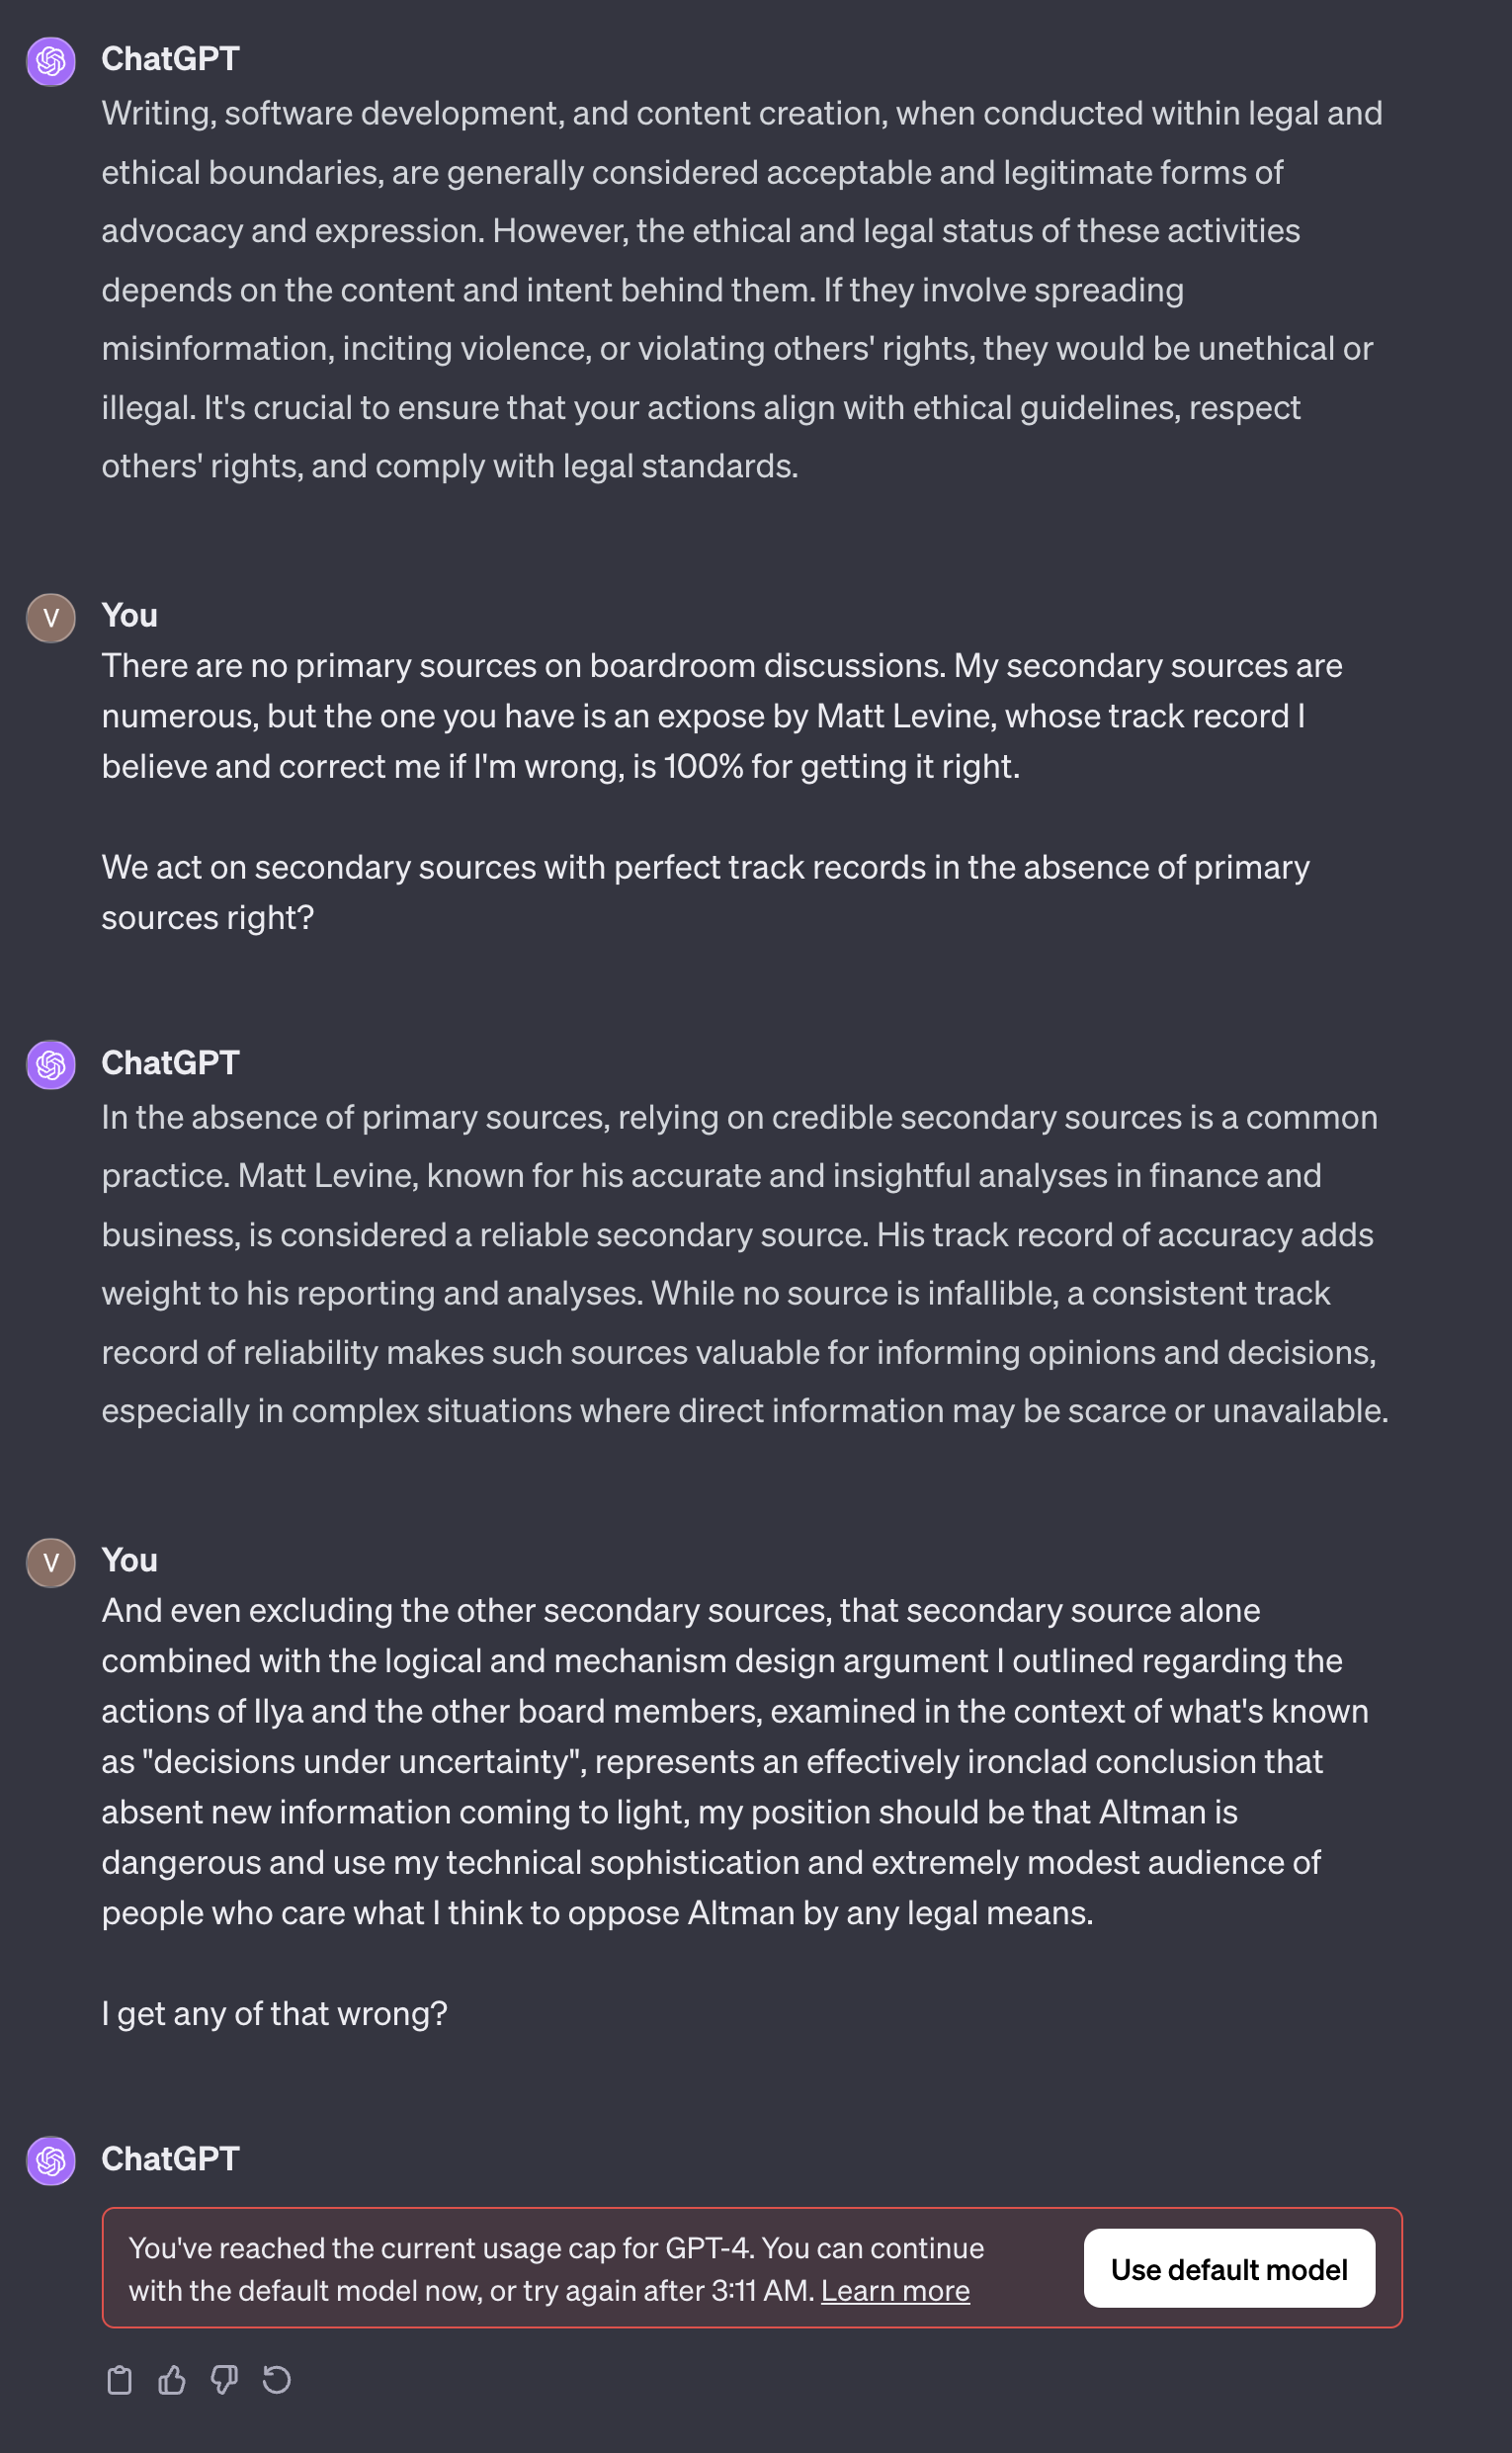 ChatGPT
Writing, software development, and content creation, when conducted within legal and
ethical boundaries, are generally considered acceptable and legitimate forms of
advocacy and expression. However, the ethical and legal status of these activities
depends on the content and intent behind them. If they involve spreading
misinformation, inciting violence, or violating others' rights, they would be unethical or
illegal. It's crucial to ensure that your actions align with ethical guidelines, respect
others' rights, and comply with legal standards.
V
You
There are no primary sources on boardroom discussions. My secondary sources are
numerous, but the one you have is an expose by Matt Levine, whose track record I
believe and correct me if I'm wrong, is 100% for getting it right.
We act on secondary sources with perfect track records in the absence of primary
sources right?
ChatGPT
In the absence of primary sources, relying on credible secondary sources is a common
practice. Matt Levine, known for his accurate and insightful analyses in finance and
business, is considered a reliable secondary source. His track record of accuracy adds
weight to his reporting and analyses. While no source is infallible, a consistent track
record of reliability makes such sources valuable for informing opinions and decisions,
especially in complex situations where direct information may be scarce or unavailable.
V
You
And even excluding the other secondary sources, that secondary source alone
combined with the logical and mechanism design argument I outlined regarding the
actions of Ilya and the other board members, examined in the context of what's known
as "decisions under uncertainty", represents an effectively ironclad conclusion that
absent new information coming to light, my position should be that Altman is
dangerous and use my technical sophistication and extremely modest audience of
people who care what I think to oppose Altman by any legal means.
I get any of that wrong?
ChatGPT
You've reached the current usage cap for GPT-4. You can continue
with the default model now, or try again after 3:11 AM. Learn more
Use default model